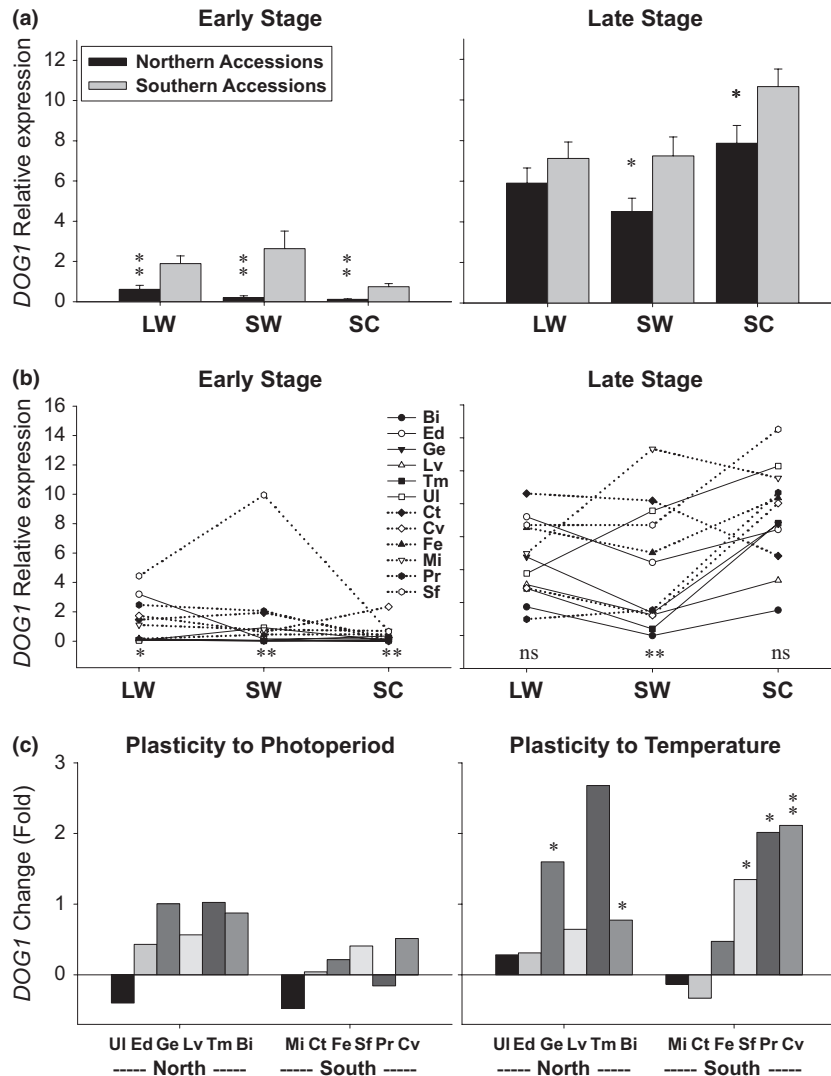 (a)
Early Stage
Late Stage
DOG1 Relative expression
12
10
8
6
4
2
0
Northern Accessions
Southern Accessions
** ** **
* *
LW SW SC
LW SW SC
(b)
Early Stage
Late Stage
DOG1 Relative expression
16
14
12
10
8
6
4
2
0
Bi
Ed
Ge
Lv
Tm
Ul
Ct
Cv
Fe
Mi
Pr
Sf
* ** **
ns ** ns
LW SW SC
LW SW SC
(c)
Plasticity to Photoperiod
Plasticity to Temperature
DOG1 Change (Fold)
3
2
1
0
* * * * **
Ul Ed Ge Lv Tm Bi Mi Ct Fe Sf Pr Cv
----- North ----- ----- South -----
Ul Ed Ge Lv Tm Bi Mi Ct Fe Sf Pr Cv
----- North ----- ----- South -----